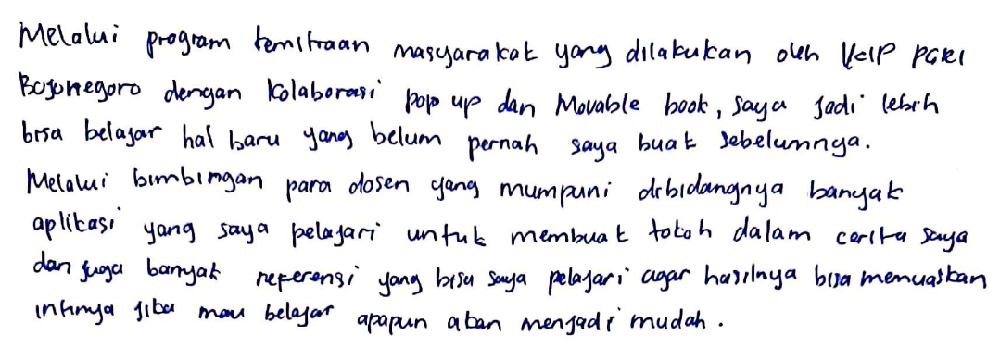 Melalui program kemitraan masyarakat yang dilakukan oleh IKIP PGRI
Bojonegoro dengan kolaborasi pop up dan Movable book, saya jadi lebih
bisa belajar hal baru yang belum pernah saya buat sebelumnya.
Melalui bimbingan para dosen yang mumpuni dibidangnya banyak
aplikasi yang saya pelajari untuk membuat tokoh dalam cerita saya
dan juga banyak referensi yang bisa saya pelajari agar hasilnya bisa memuaskan
intinya jika mau belajar apapun akan menjadi mudah.